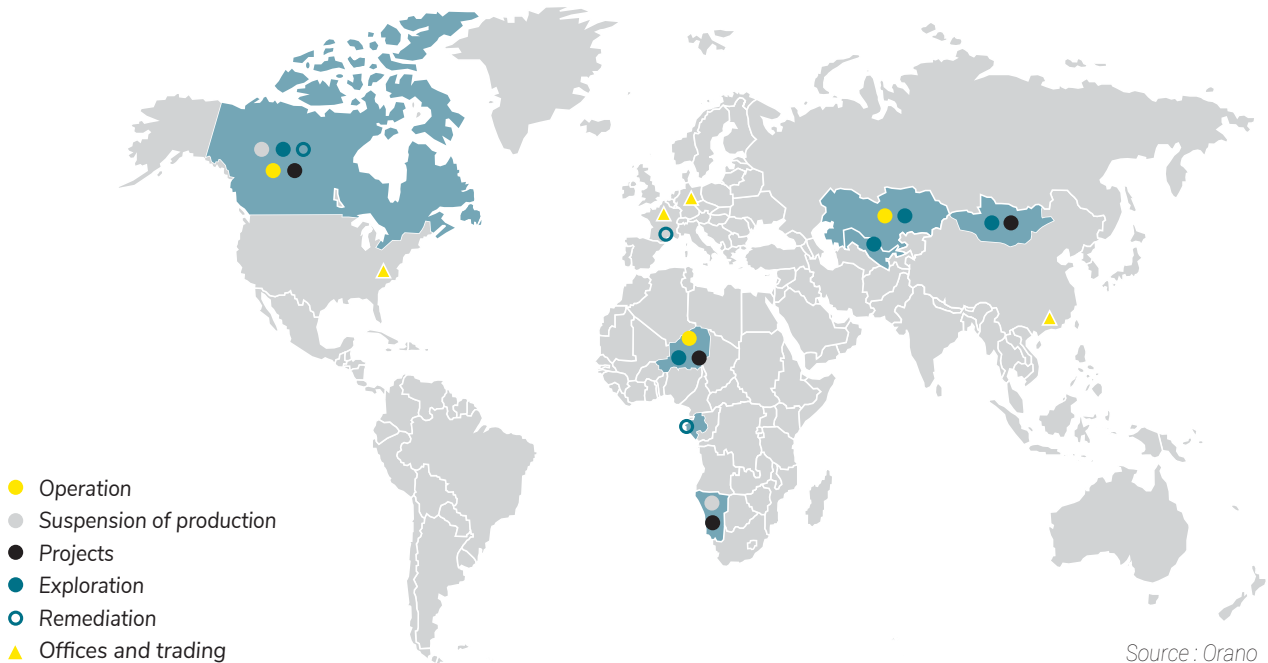 Operation
Suspension of production
Projects
Exploration
Remediation
Offices and trading
Source : Orano